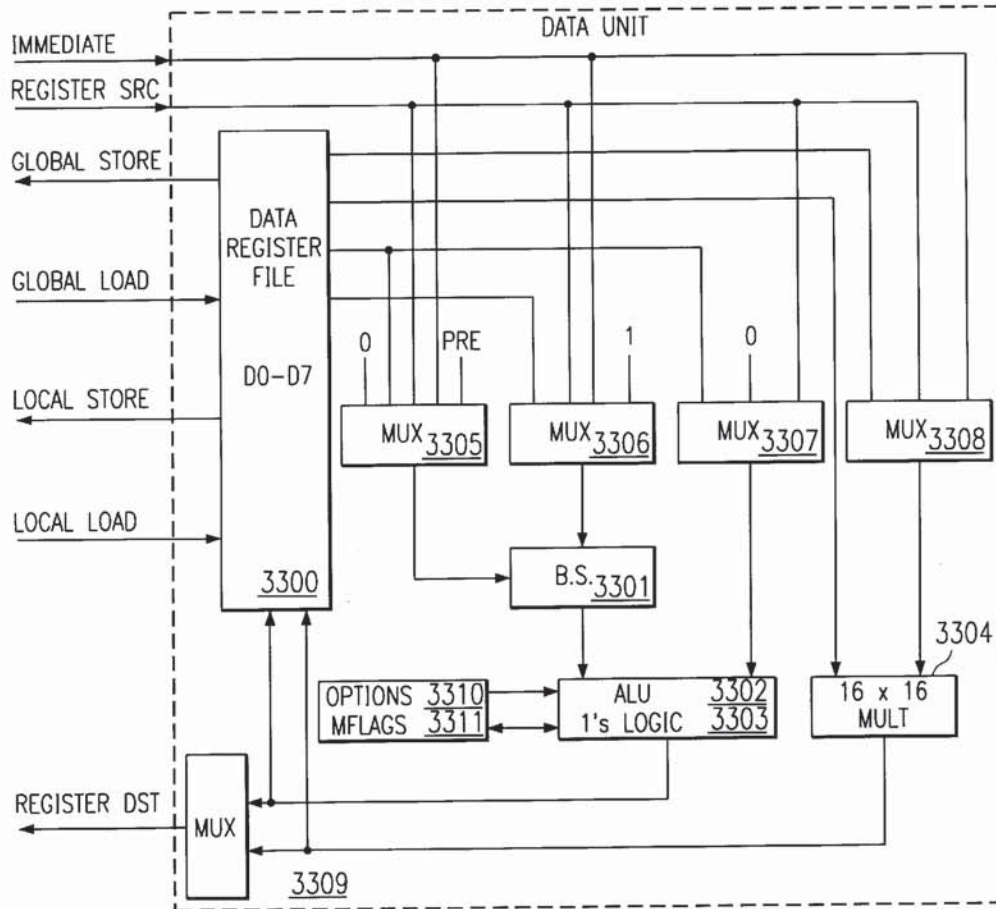 DATA UNIT
IMMEDIATE
REGISTER SRC
GLOBAL STORE
DATA
REGISTER
FILE
GLOBAL LOAD
0
PRE
1
0
D0-D7
LOCAL STORE
MUX 3305
MUX 3306
MUX 3307
MUX 3308
LOCAL LOAD
3300
B.S. 3301
3304
OPTIONS 3310
MFLAGS 3311
ALU 3302
1's LOGIC 3303
16 x 16
MULT
REGISTER DST
MUX
3309